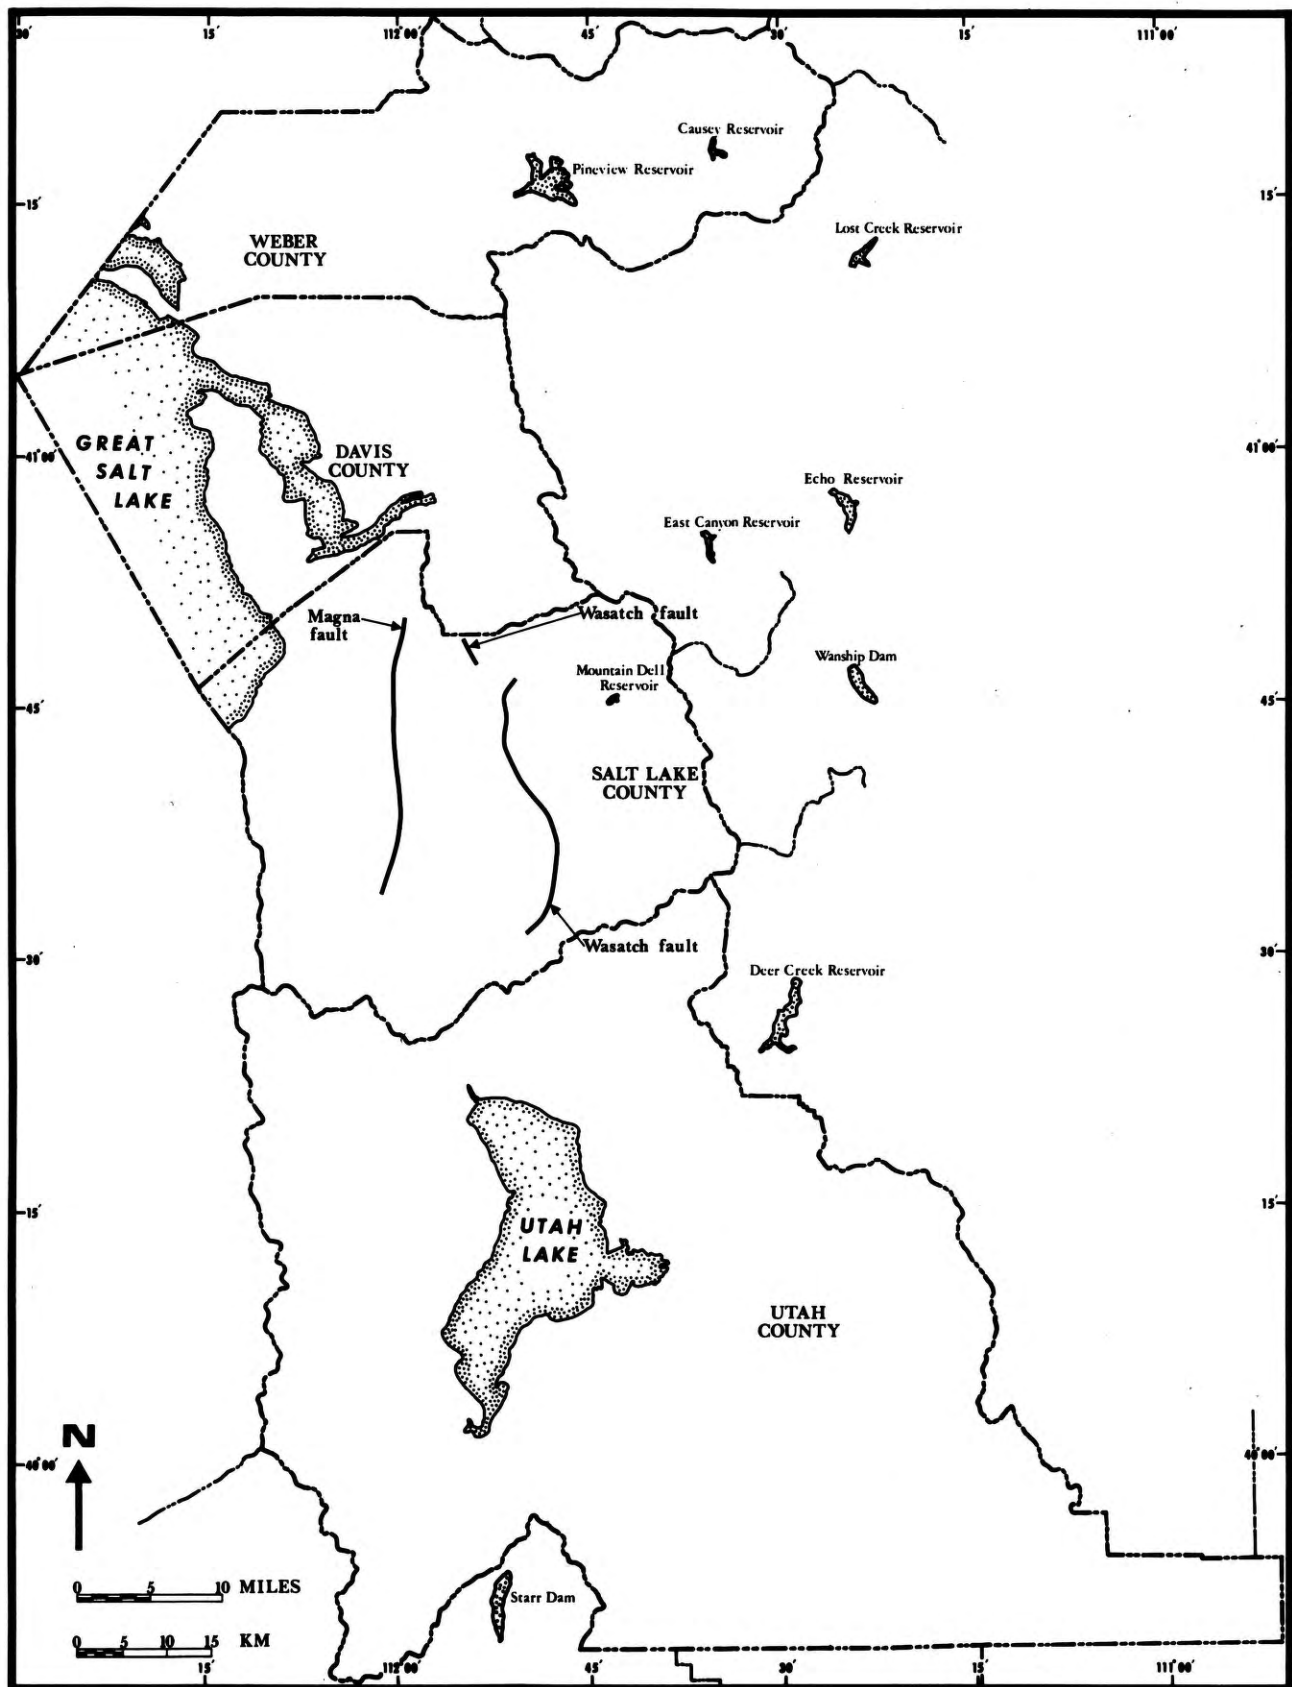 30′ 15′ 112°00′ 45′ 30′ 15′ 111°00′
Causey Reservoir
Pineview Reservoir
15′ 15′
Lost Creek Reservoir
WEBER
COUNTY
GREAT
SALT
LAKE
DAVIS
COUNTY
41°00′ 41°00′
Echo Reservoir
East Canyon Reservoir
Magna
fault
Wasatch fault
Mountain Dell
Reservoir
Wanship Dam
45′ 45′
SALT LAKE
COUNTY
Wasatch fault
30′ 30′
Deer Creek Reservoir
15′ 15′
UTAH
LAKE
UTAH
COUNTY
N
40°00′ 40°00′
0 5 10 MILES
Starr Dam
0 5 10 15 KM
15′ 112°00′ 45′ 30′ 15′ 111°00′